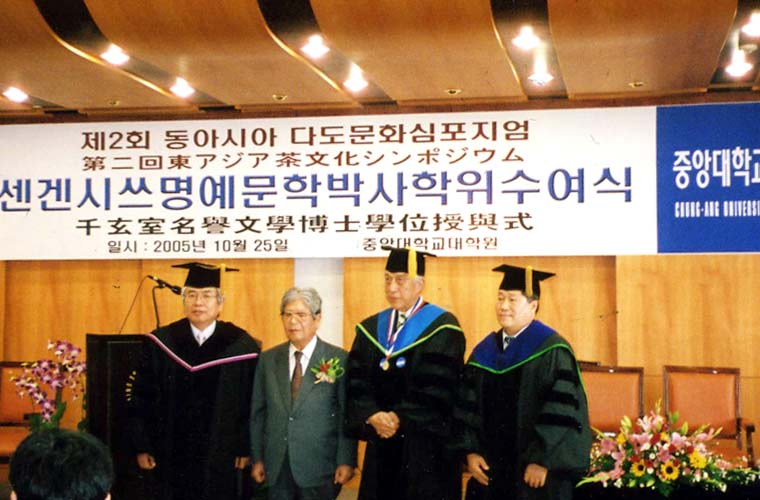 제2회 동아시아 다도문화심포지엄
第二回東アジア茶文化シンポジウム
센겐시쓰명예문학박사학위수여식
千玄室名譽文學博士學位授與式
일시 : 2005년 10월 25일 중앙대학교대학원
중앙대학교
CHUNG-ANG UNIVERSI